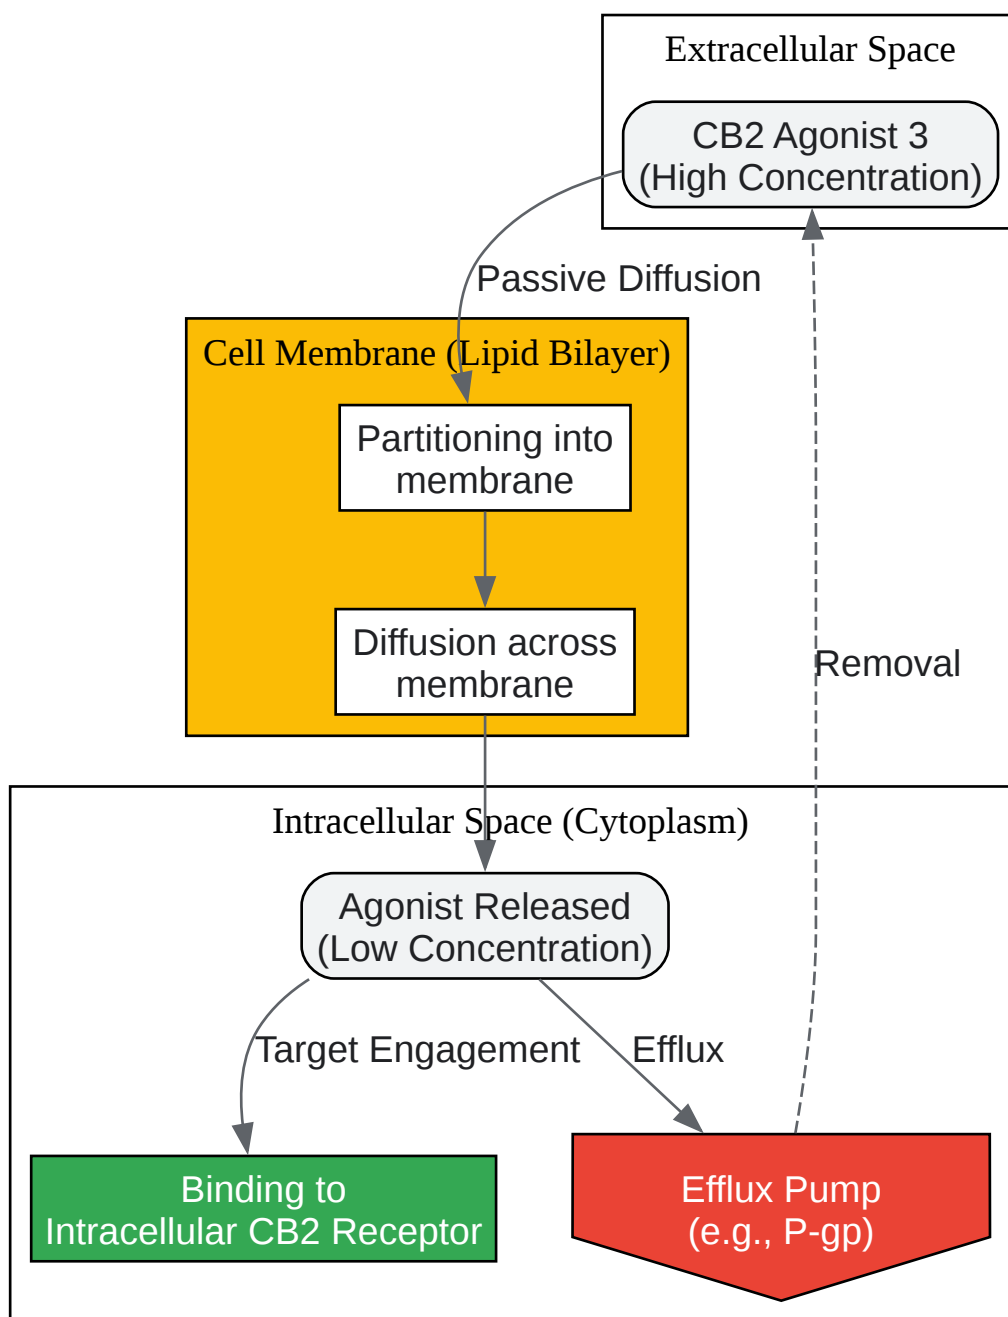 Extracellular Space
CB2 Agonist 3
(High Concentration)
Passive Diffusion
Cell Membrane (Lipid Bilayer)
Partitioning into
membrane
Diffusion across
membrane
Removal
Intracellular Space (Cytoplasm)
Agonist Released
(Low Concentration)
Target Engagement
Efflux
Binding to
Intracellular CB2 Receptor
Efflux Pump
(e.g., P-gp)